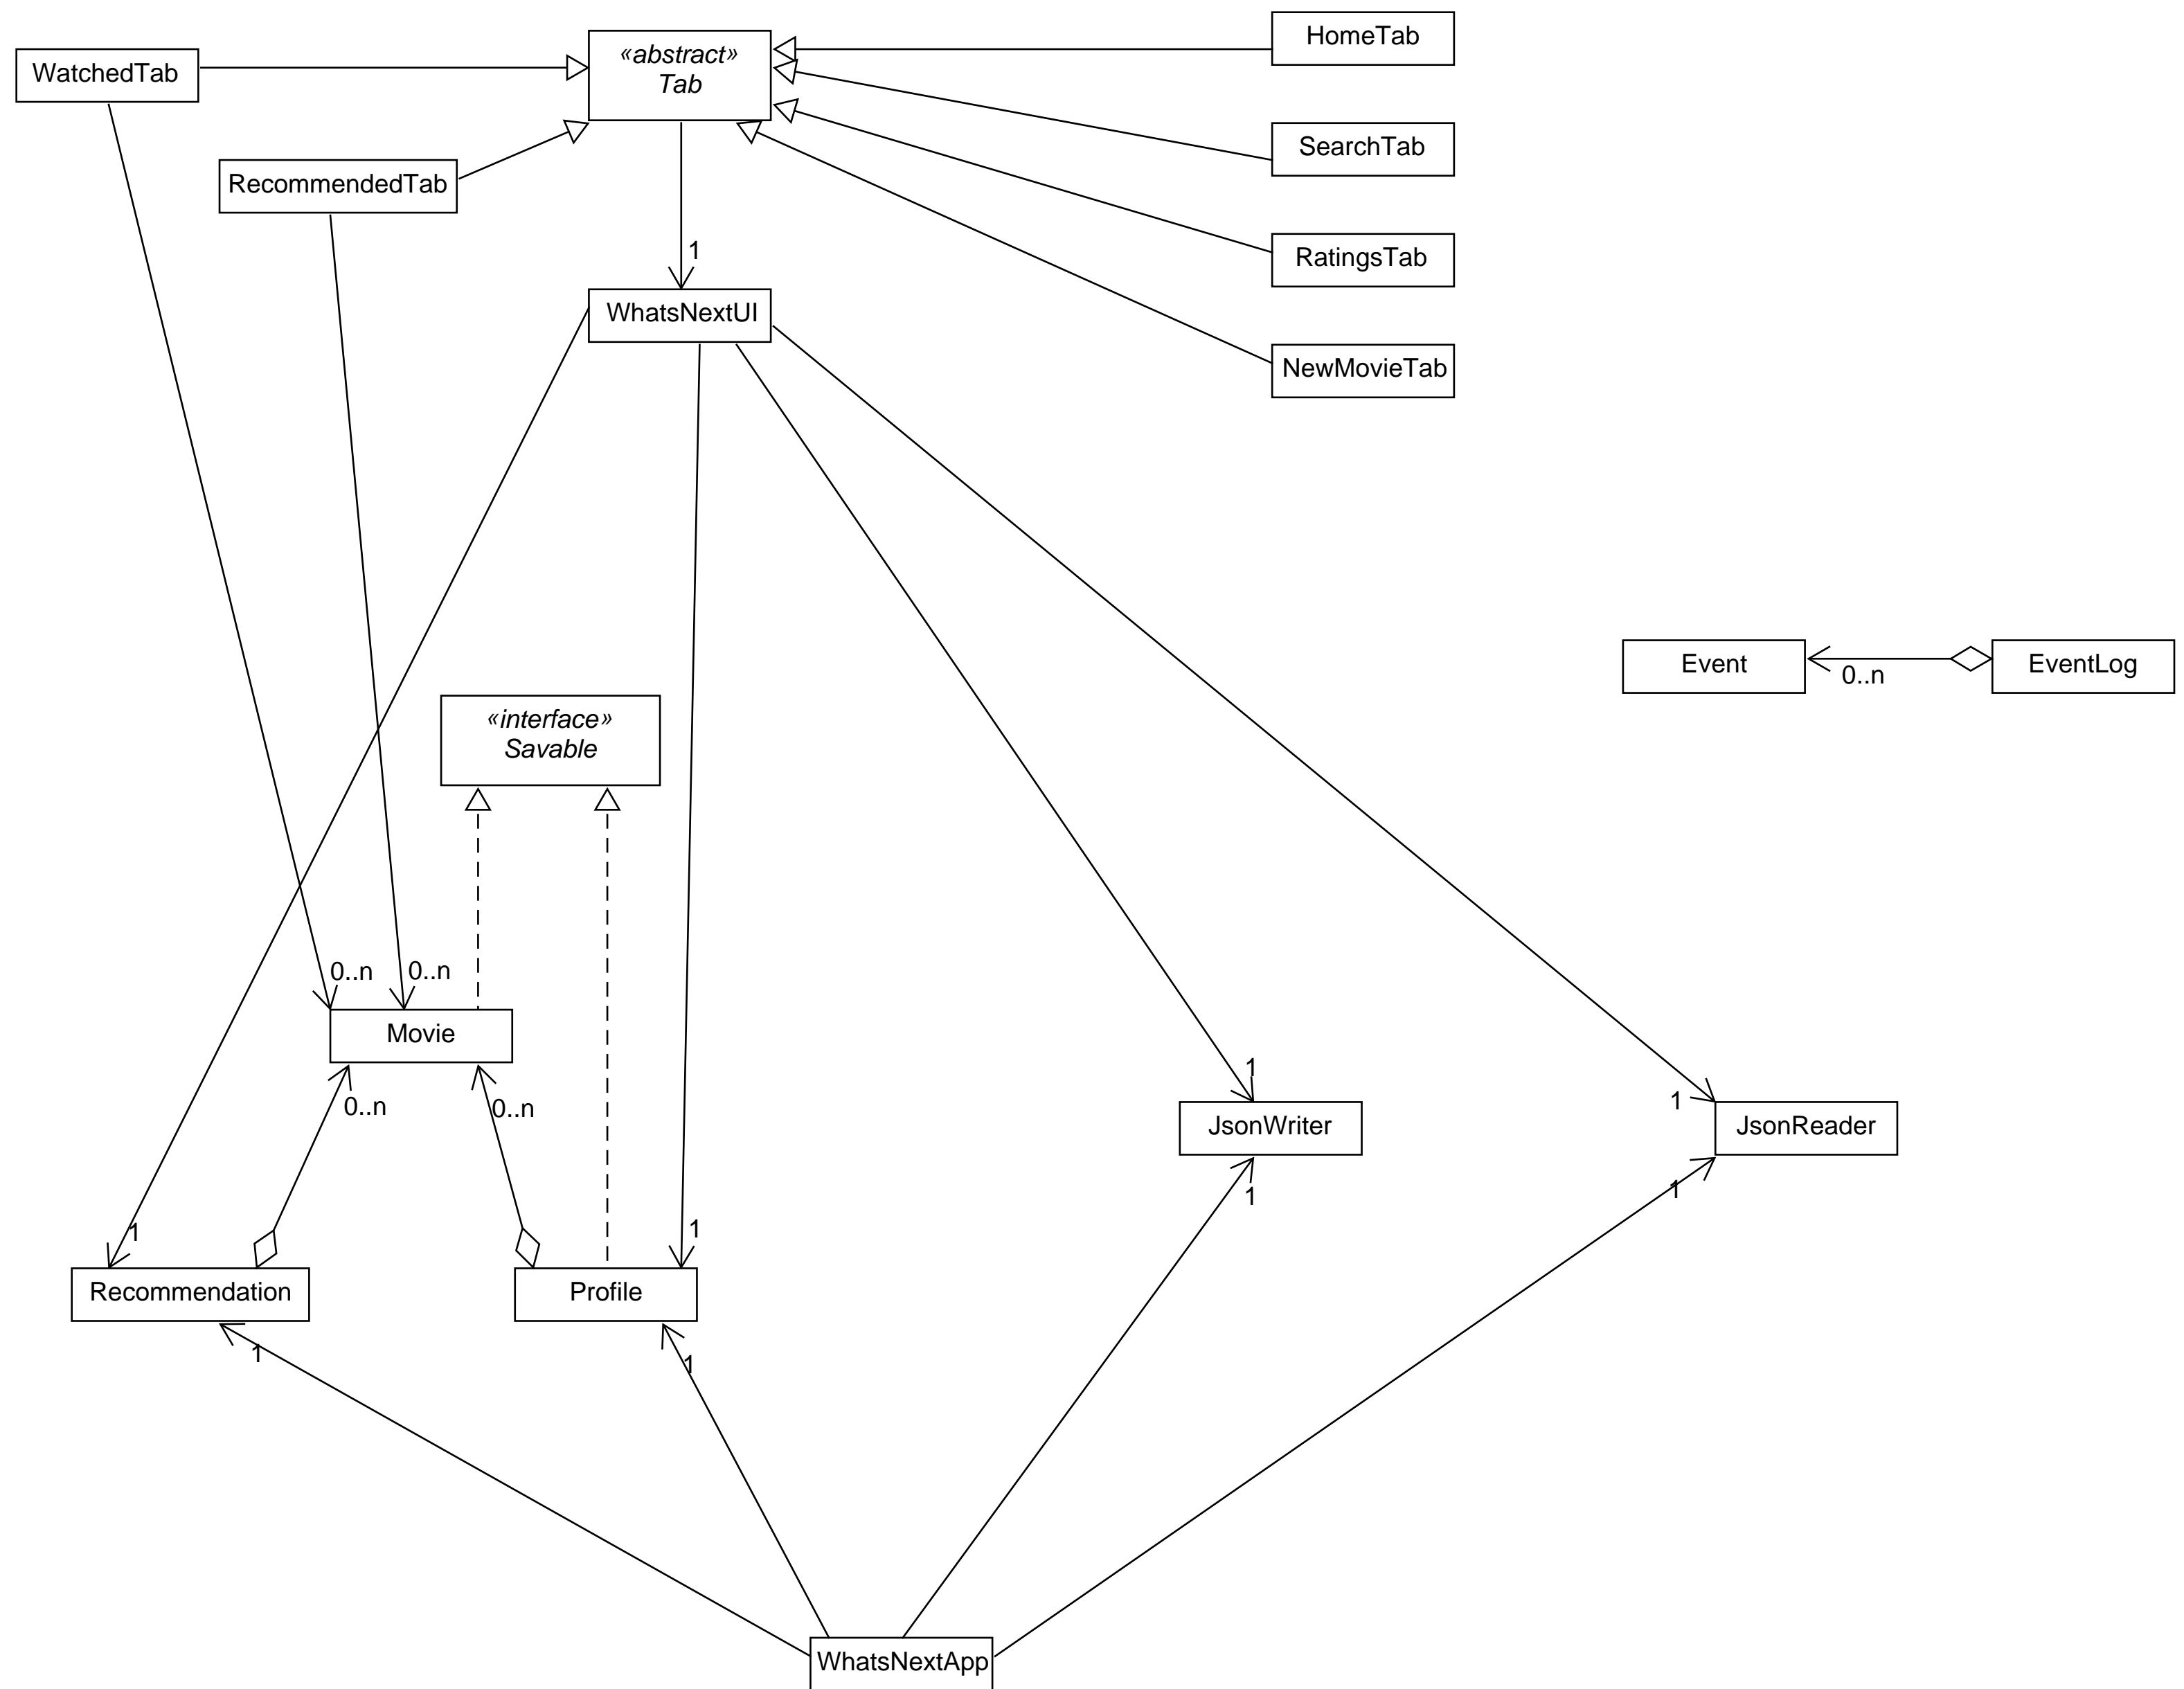 HomeTab
«abstract»
Tab
WatchedTab
SearchTab
RecommendedTab
1
RatingsTab
WhatsNextUI
NewMovieTab
Event
0..n
EventLog
«interface»
Savable
0..n
0..n
Movie
1
1
0..n
0..n
JsonWriter
JsonReader
1
1
1
1
Recommendation
Profile
1
1
WhatsNextApp